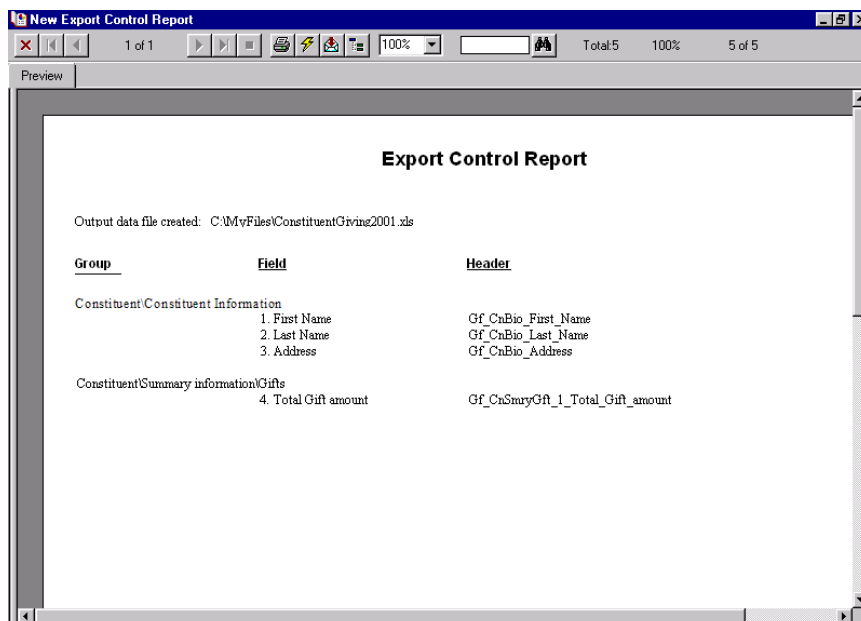 New Export Control Report
1 of 1 100% Total:5 100% 5 of 5
Preview
Export Control Report
Output data file created: C:\MyFiles\ConstituentGiving2001.xls
Group Field Header
Constituent\Constituent Information
1. First Name Gf_CnBio_First_Name
2. Last Name Gf_CnBio_Last_Name
3. Address Gf_CnBio_Address
Constituent\Summary information\Gifts
4. Total Gift amount Gf_CnSmryGft_1_Total_Gift_amount